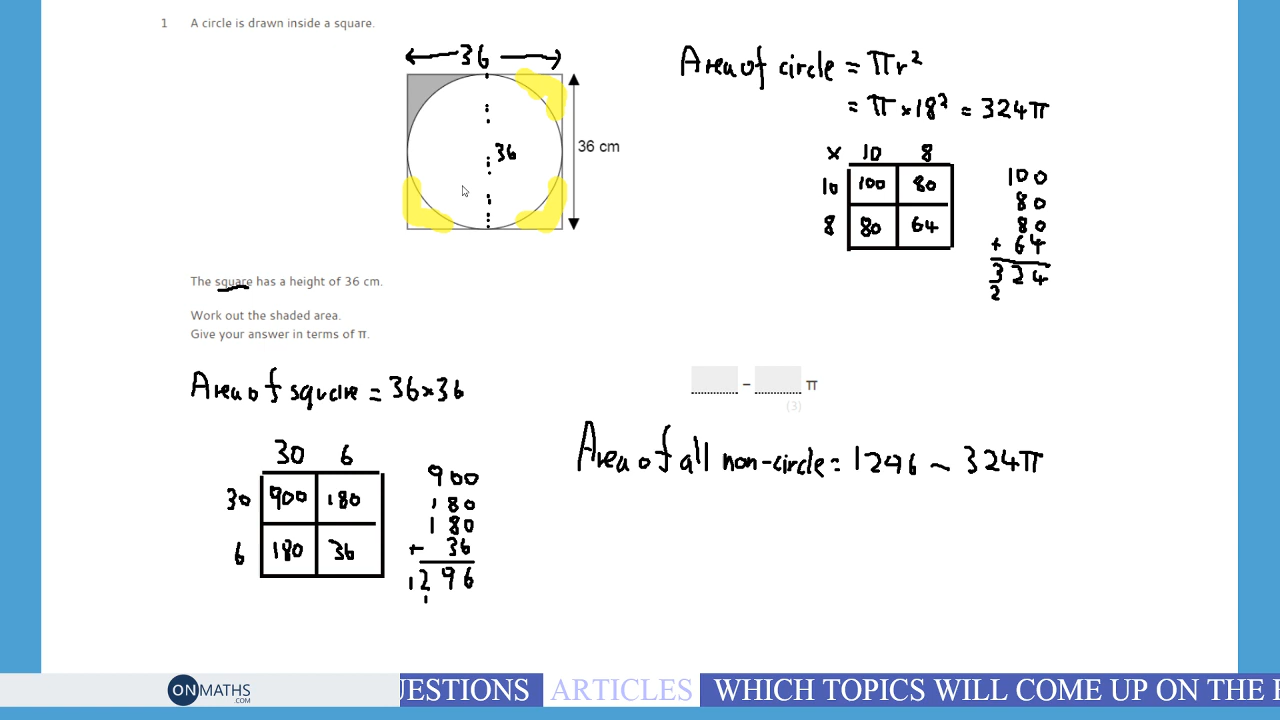 1 A circle is drawn inside a square.
36
36
36 cm
Area of circle = πr²
= π × 18² = 324π
× 10 8
10 100 80
8 80 64
100
80
80
+ 64
324
2
The square has a height of 36 cm.
Work out the shaded area.
Give your answer in terms of π.
– π
(3)
Area of square = 36×36
30 6
30 900 180
6 180 36
900
180
180
+ 36
1296
1
Area of all non-circle = 1296 – 324π
ONMATHS
.COM
UESTIONS ARTICLES WHICH TOPICS WILL COME UP ON THE